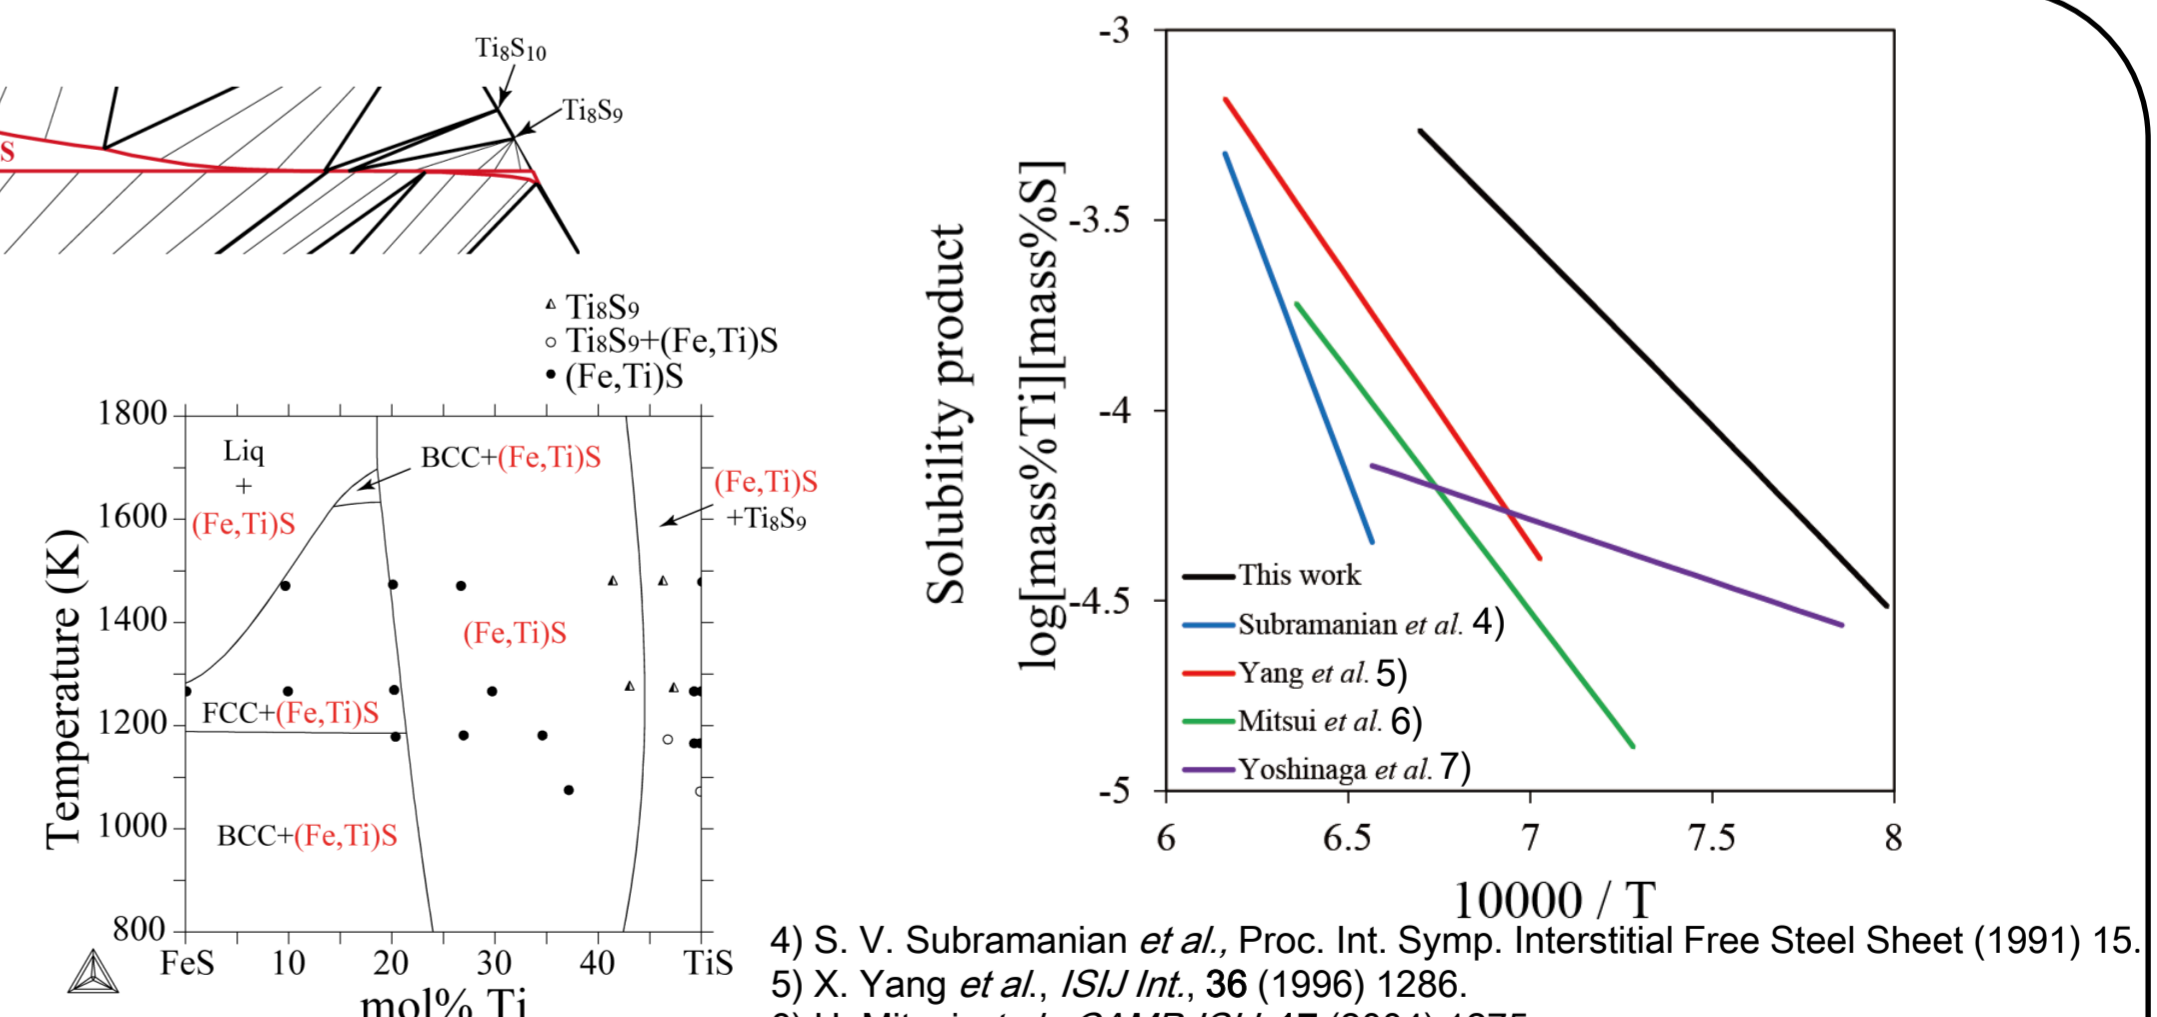 Ti8S10
Ti8S9
S
Ti8S9
Ti8S9+(Fe,Ti)S
(Fe,Ti)S
1800
1600
1400
1200
1000
800
Temperature (K)
Liq
+
(Fe,Ti)S
BCC+(Fe,Ti)S
(Fe,Ti)S
+Ti8S9
(Fe,Ti)S
FCC+(Fe,Ti)S
BCC+(Fe,Ti)S
FeS 10 20 30 40 TiS
mol% Ti
Solubility product
log[mass%Ti][mass%S]
-3
-3.5
-4
-4.5
-5
This work
Subramanian et al. 4)
Yang et al. 5)
Mitsui et al. 6)
Yoshinaga et al. 7)
6 6.5 7 7.5 8
10000 / T
4) S. V. Subramanian et al., Proc. Int. Symp. Interstitial Free Steel Sheet (1991) 15.
5) X. Yang et al., ISIJ Int., 36 (1996) 1286.